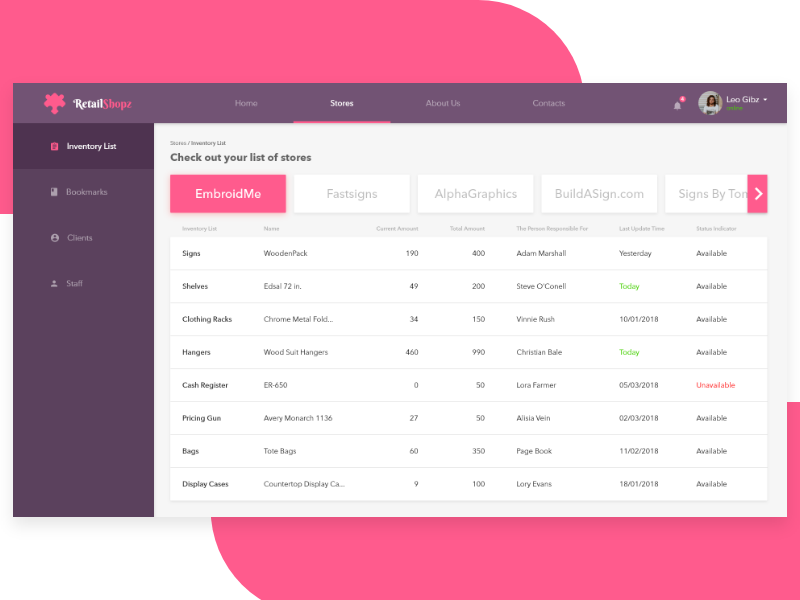 RetailShopz
Home Stores About Us Contacts
Leo Gibz
online
Inventory List
Bookmarks
Clients
Staff
Stores / Inventory List
Check out your list of stores
EmbroidMe Fastsigns AlphaGraphics BuildASign.com Signs By Tom
Inventory List Name Current Amount Total Amount The Person Responsible For Last Update Time Status Indicator
Signs WoodenPack 190 400 Adam Marshall Yesterday Available
Shelves Edsal 72 in. 49 200 Steve O'Conell Today Available
Clothing Racks Chrome Metal Fold... 34 150 Vinnie Rush 10/01/2018 Available
Hangers Wood Suit Hangers 460 990 Christian Bale Today Available
Cash Register ER-650 0 50 Lora Farmer 05/03/2018 Unavailable
Pricing Gun Avery Monarch 1136 27 50 Alisia Vein 02/03/2018 Available
Bags Tote Bags 60 350 Page Book 11/02/2018 Available
Display Cases Countertop Display Ca... 9 100 Lory Evans 18/01/2018 Available